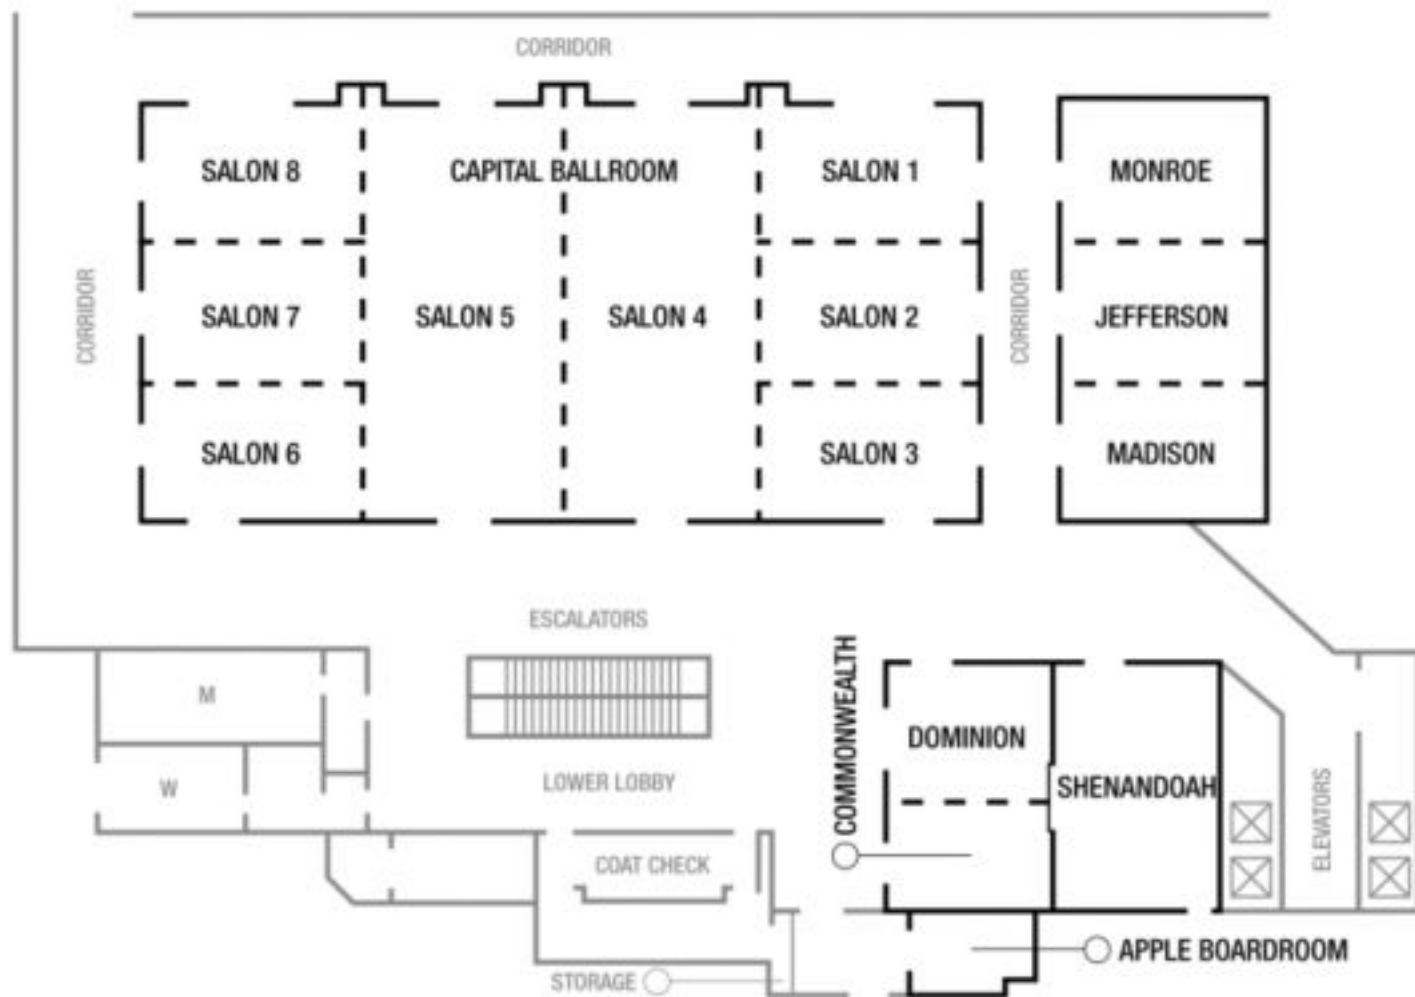 CORRIDOR
SALON 8
CAPITAL BALLROOM
SALON 1
MONROE
CORRIDOR
SALON 7
SALON 5
SALON 4
SALON 2
CORRIDOR
JEFFERSON
SALON 6
SALON 3
MADISON
ESCALATORS
COMMONWEALTH
M
DOMINION
W
LOWER LOBBY
SHENANDOAH
ELEVATORS
COAT CHECK
APPLE BOARDROOM
STORAGE